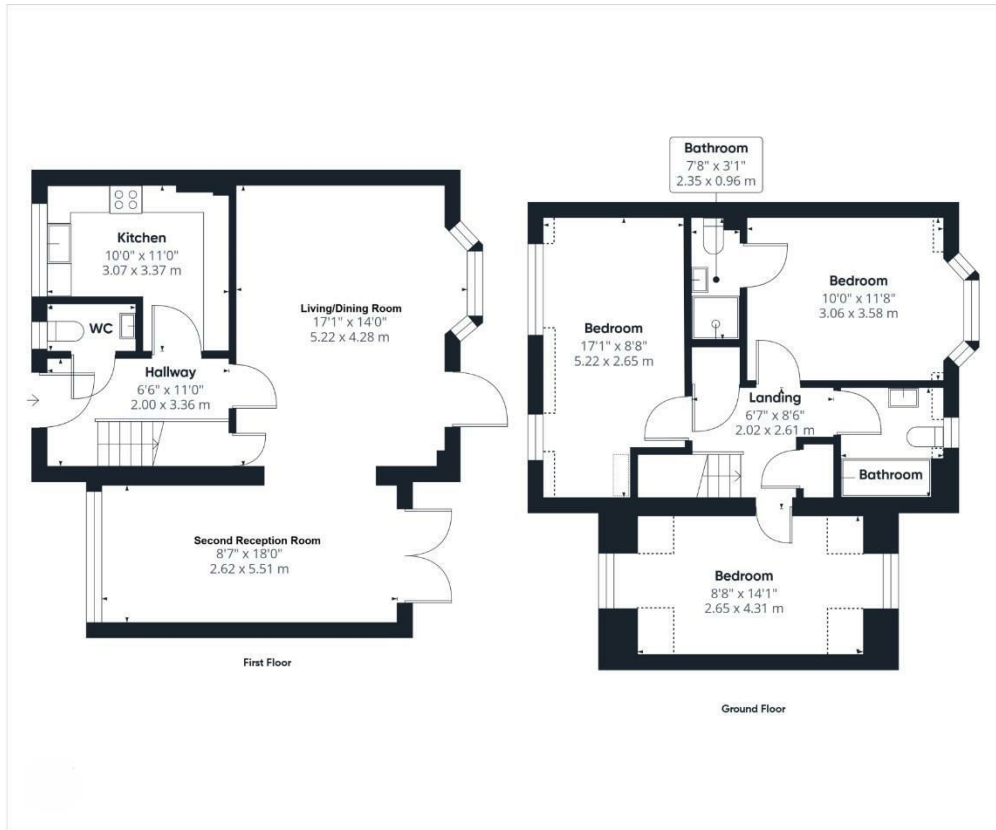 Kitchen
10'0" x 11'0"
3.07 x 3.37 m
WC
Hallway
6'6" x 11'0"
2.00 x 3.36 m
Living/Dining Room
17'1" x 14'0"
5.22 x 4.28 m
Second Reception Room
8'7" x 18'0"
2.62 x 5.51 m
First Floor
Bathroom
7'8" x 3'1"
2.35 x 0.96 m
Bedroom
10'0" x 11'8"
3.06 x 3.58 m
Bedroom
17'1" x 8'8"
5.22 x 2.65 m
Landing
6'7" x 8'6"
2.02 x 2.61 m
Bathroom
Bedroom
8'8" x 14'1"
2.65 x 4.31 m
Ground Floor